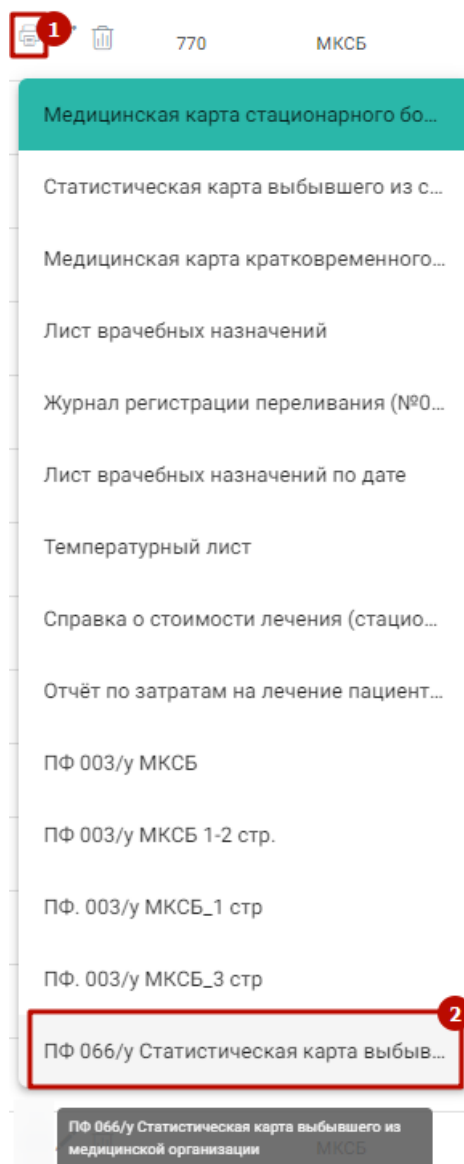 1
770 МКСБ
Медицинская карта стационарного бо...
Статистическая карта выбывшего из с...
Медицинская карта кратковременного...
Лист врачебных назначений
Журнал регистрации переливания (№0...
Лист врачебных назначений по дате
Температурный лист
Справка о стоимости лечения (стацио...
Отчёт по затратам на лечение пациент...
ПФ 003/у МКСБ
ПФ 003/у МКСБ 1-2 стр.
ПФ. 003/у МКСБ_1 стр
ПФ. 003/у МКСБ_3 стр
2
ПФ 066/у Статистическая карта выбыв...
ПФ 066/у Статистическая карта выбывшего из
медицинской организации
МКСБ